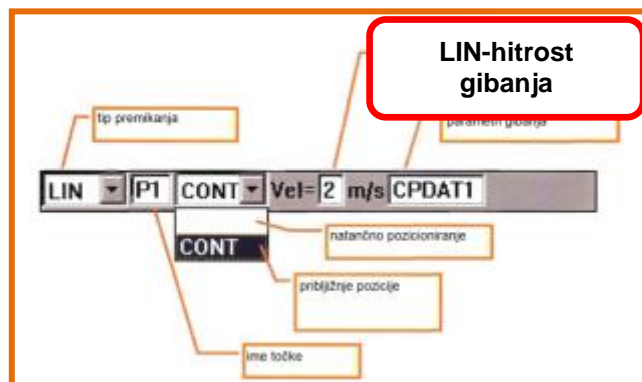 LIN-hitrost
gibanja
tip premikanja
parametri gibanja
LIN P1 CONT Vel= 2 m/s CPDAT1
natančno pozicioniranje
CONT
približnje pozicije
ime točke